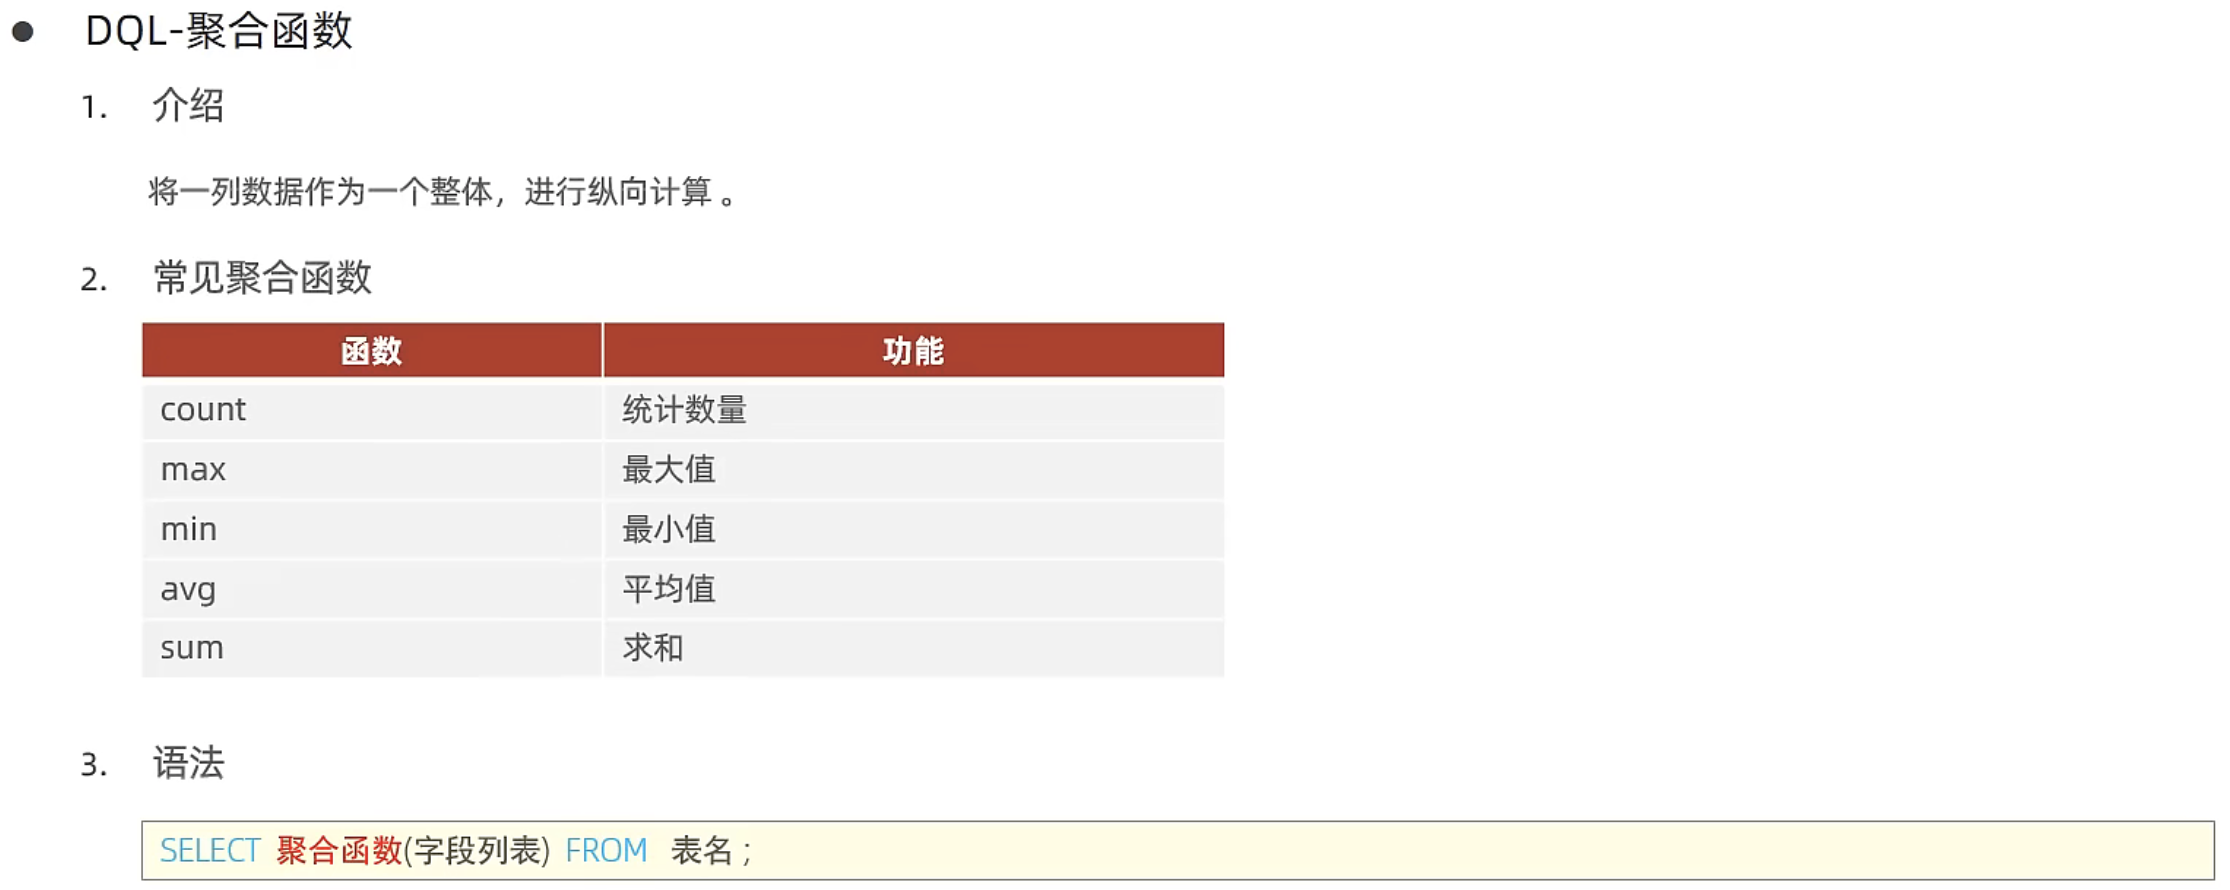 ● DQL-聚合函数
1. 介绍
将一列数据作为一个整体，进行纵向计算 。
2. 常见聚合函数
函数 功能
count 统计数量
max 最大值
min 最小值
avg 平均值
sum 求和
3. 语法
SELECT 聚合函数(字段列表) FROM 表名 ;